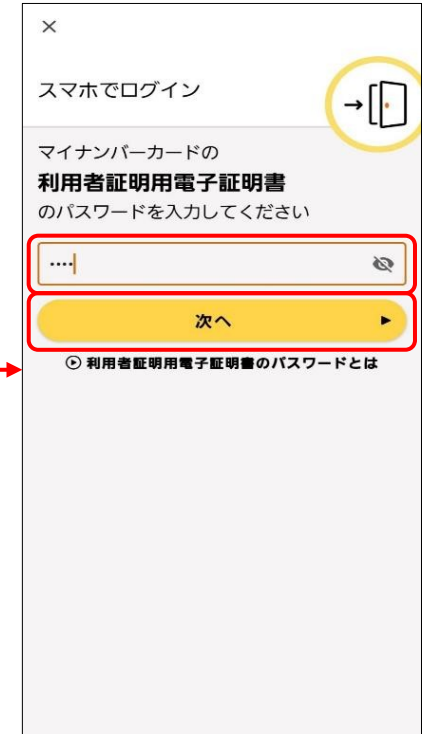 ×
スマホでログイン
マイナンバーカードの
利用者証明用電子証明書
のパスワードを入力してください
····
次へ
利用者証明用電子証明書のパスワードとは